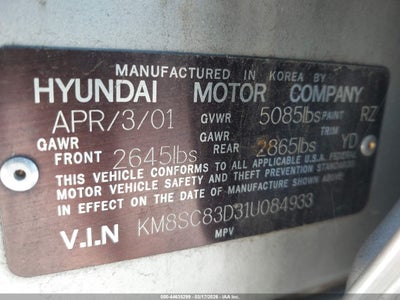 MANUFACTURED IN KOREA BY
HYUNDAI MOTOR COMPANY
APR/3/01 GVWR 5085lbs PAINT RZ
GAWR FRONT 2645lbs GAWR REAR 2865lbs TRIM YD
THIS VEHICLE CONFORMS TO ALL APPLICABLE U.S.A. FEDERAL
MOTOR VEHICLE SAFETY AND THEFT PREVENTION STANDARDS
IN EFFECT ON THE DATE OF MANUFACTURE SHOWN ABOVE.
V.I.N KM8SC83D31U084933
MPV